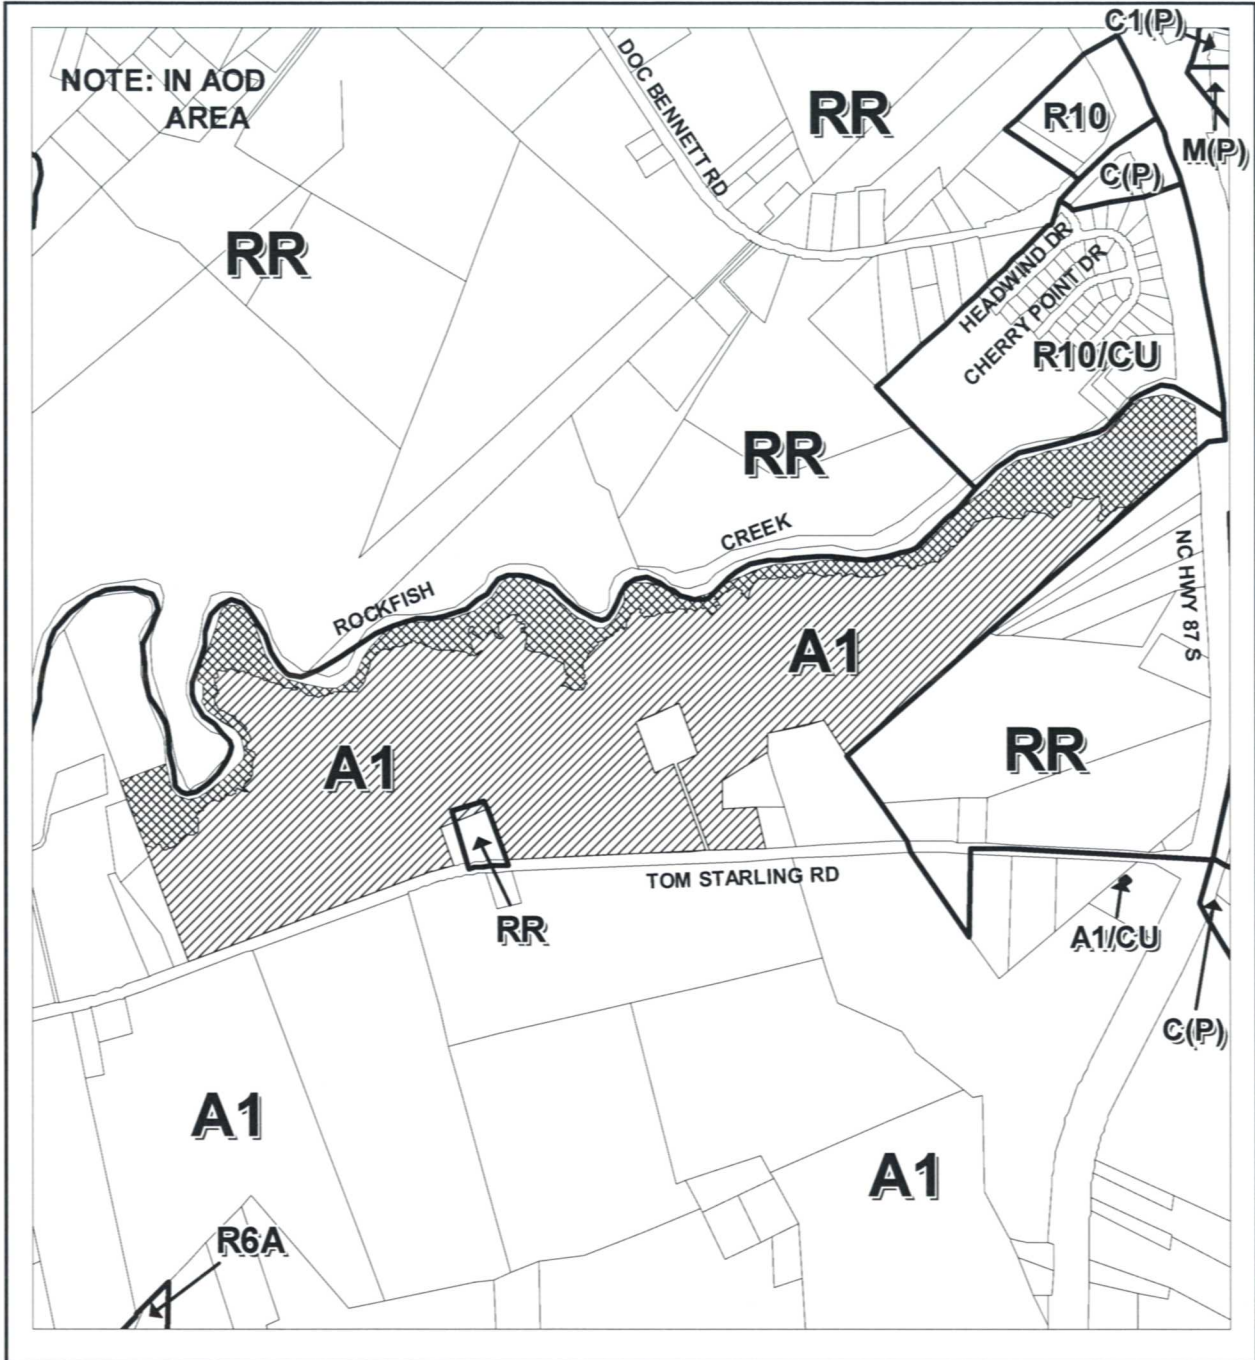 C1(P)
NOTE: IN AOD
AREA
DOC BENNETT RD
RR
R10
M(P)
C(P)
RR
HEADWIND DR
CHERRY POINT DR
R10/CU
RR
CREEK
NC HWY 87 S
ROCKFISH
A1
A1
RR
TOM STARLING RD
RR
A1/CU
C(P)
A1
A1
R6A